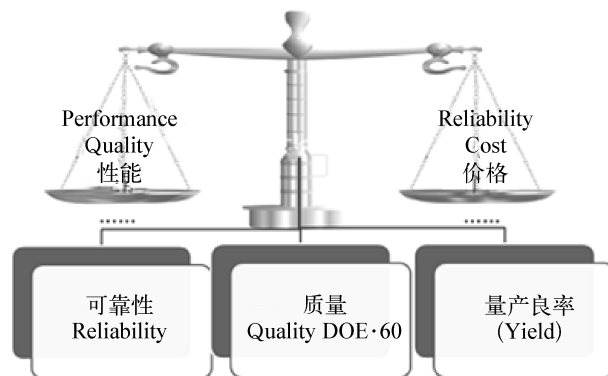 Performance
Quality
性能
Reliability
Cost
价格
……
……
可靠性
Reliability
质量
Quality DOE·60
量产良率
(Yield)